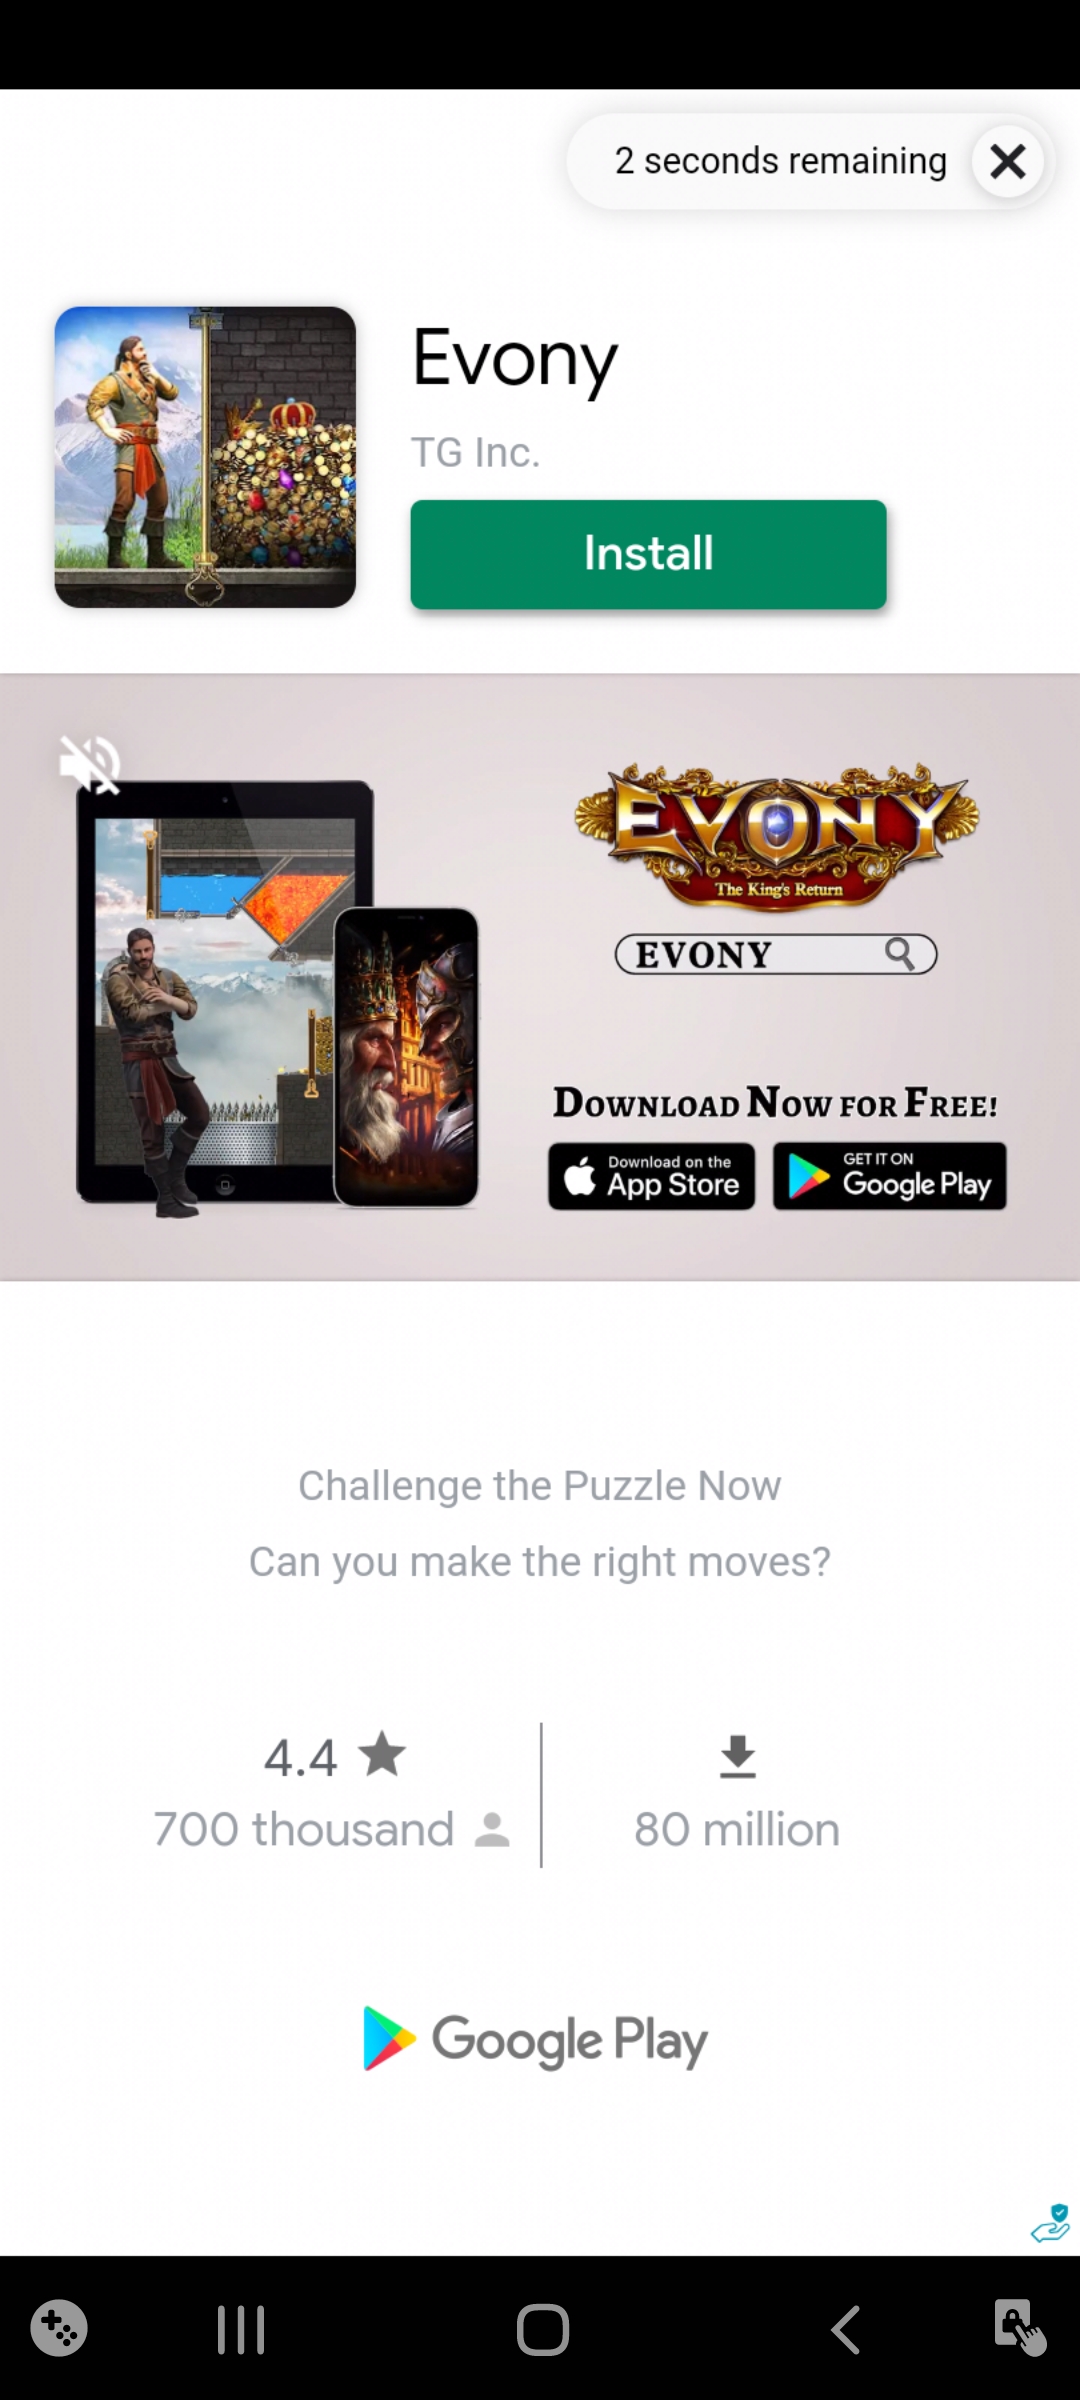 2 seconds remaining
Evony
TG Inc.
Install
EVONY
The King's Return
EVONY
DOWNLOAD NOW FOR FREE!
Download on the
App Store
GET IT ON
Google Play
Challenge the Puzzle Now
Can you make the right moves?
4.4
700 thousand
80 million
Google Play